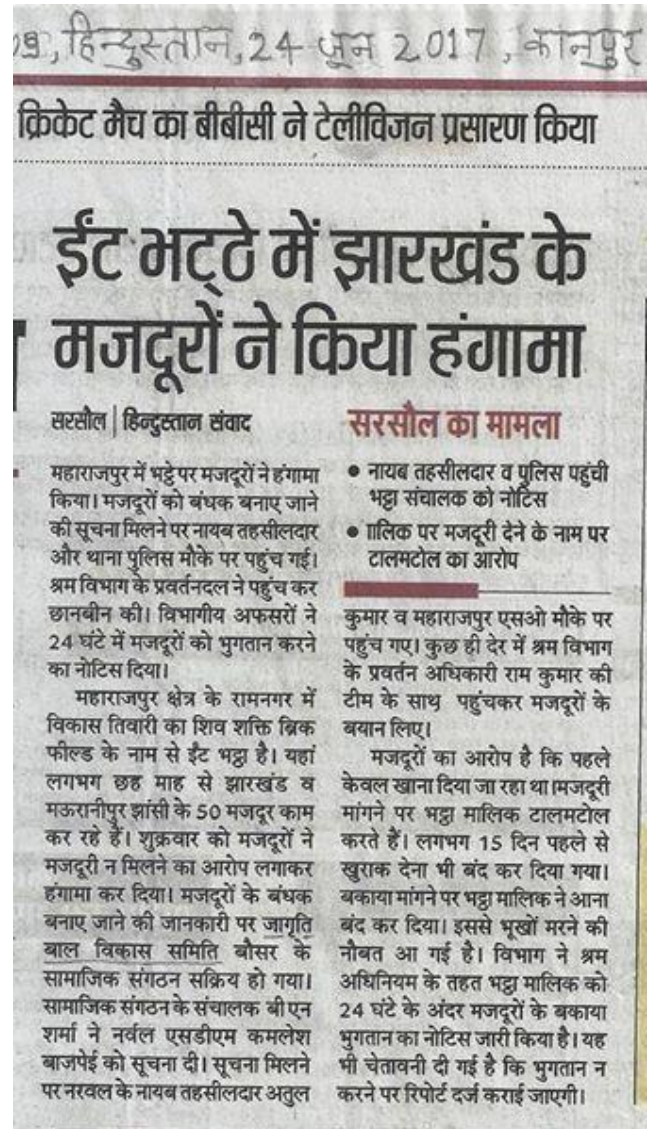 09, हिन्दुस्तान, 24 जून 2017, कानपुर
क्रिकेट मैच का बीबीसी ने टेलीविजन प्रसारण किया
ईंट भट्ठे में झारखंड के
मजदूरों ने किया हंगामा
सरसौल | हिन्दुस्तान संवाद
महाराजपुर में भट्ठे पर मजदूरों ने हंगामा
किया। मजदूरों को बंधक बनाए जाने
की सूचना मिलने पर नायब तहसीलदार
और थाना पुलिस मौके पर पहुंच गई।
श्रम विभाग के प्रवर्तनदल ने पहुंच कर
छानबीन की। विभागीय अफसरों ने
24 घंटे में मजदूरों को भुगतान करने
का नोटिस दिया।
महाराजपुर क्षेत्र के रामनगर में
विकास तिवारी का शिव शक्ति ब्रिक
फील्ड के नाम से ईंट भट्ठा है। यहां
लगभग छह माह से झारखंड व
मऊरानीपुर झांसी के 50 मजदूर काम
कर रहे हैं। शुक्रवार को मजदूरों ने
मजदूरी न मिलने का आरोप लगाकर
हंगामा कर दिया। मजदूरों के बंधक
बनाए जाने की जानकारी पर जागृति
बाल विकास समिति बौसर के
सामाजिक संगठन सक्रिय हो गया।
सामाजिक संगठन के संचालक बी एन
शर्मा ने नर्वल एसडीएम कमलेश
बाजपेई को सूचना दी। सूचना मिलने
पर नरवल के नायब तहसीलदार अतुल
सरसौल का मामला
● नायब तहसीलदार व पुलिस पहुंची
भट्ठा संचालक को नोटिस
● ालिक पर मजदूरी देने के नाम पर
टालमटोल का आरोप
कुमार व महाराजपुर एसओ मौके पर
पहुंच गए। कुछ ही देर में श्रम विभाग
के प्रवर्तन अधिकारी राम कुमार की
टीम के साथ पहुंचकर मजदूरों के
बयान लिए।
मजदूरों का आरोप है कि पहले
केवल खाना दिया जा रहा था।मजदूरी
मांगने पर भट्ठा मालिक टालमटोल
करते हैं। लगभग 15 दिन पहले से
खुराक देना भी बंद कर दिया गया।
बकाया मांगने पर भट्ठा मालिक ने आना
बंद कर दिया। इससे भूखों मरने की
नौबत आ गई है। विभाग ने श्रम
अधिनियम के तहत भट्ठा मालिक को
24 घंटे के अंदर मजदूरों के बकाया
भुगतान का नोटिस जारी किया है। यह
भी चेतावनी दी गई है कि भुगतान न
करने पर रिपोर्ट दर्ज कराई जाएगी।